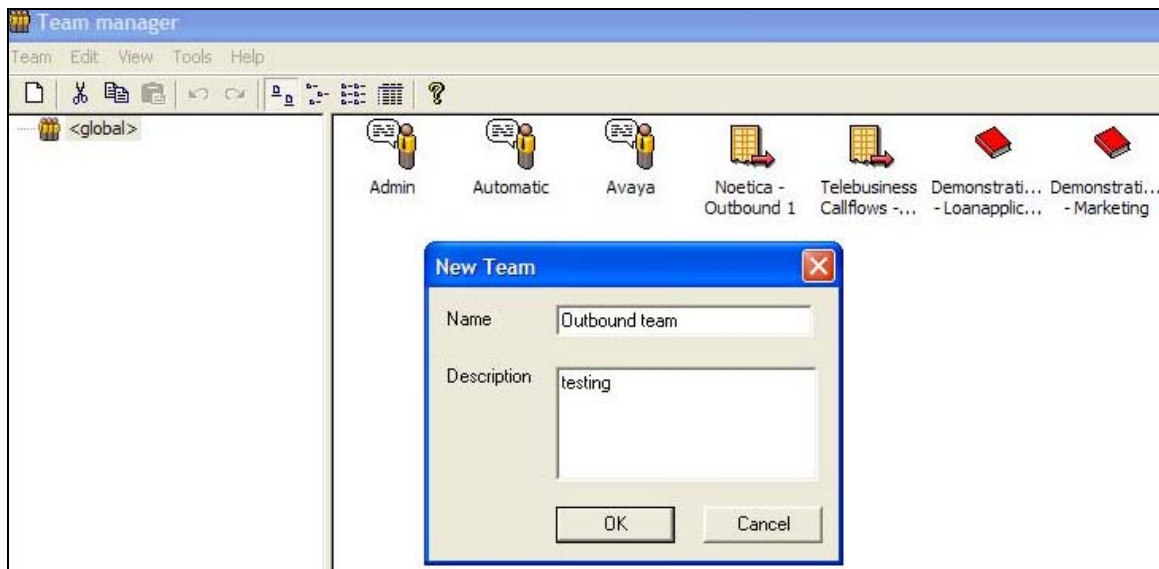 Team manager
Team Edit View Tools Help
<global>
Admin Automatic Avaya Noetica - Outbound 1 Telebusiness Callflows -... Demonstrati... - Loanapplic... Demonstrati... - Marketing
New Team
Name Outbound team
Description testing
OK Cancel